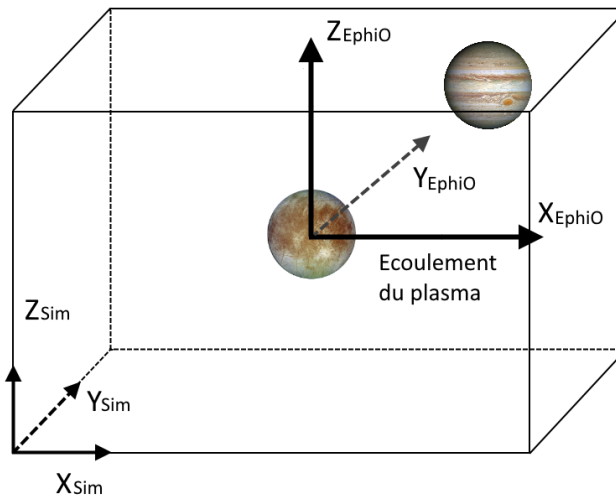 ZEphiO
YEphiO
XEphiO
Ecoulement
du plasma
ZSim
YSim
XSim